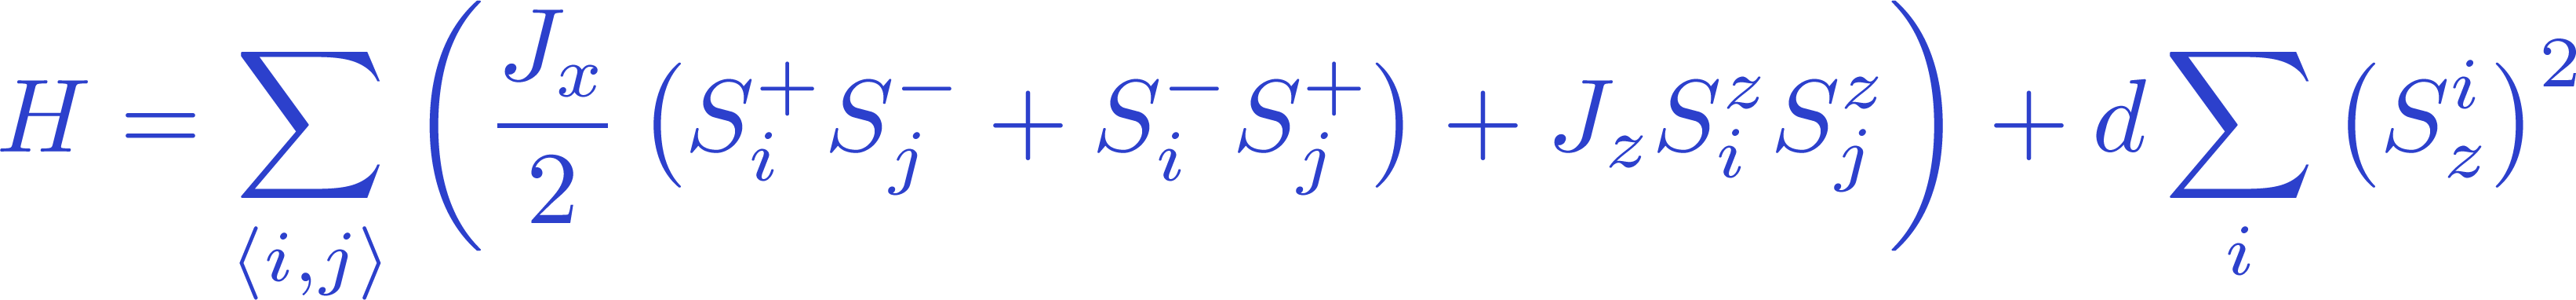 H = \sum_{\langle i,j \rangle} \left( \frac{J_x}{2} \left( S_i^+ S_j^- + S_i^- S_j^+ \right) + J_z S_i^z S_j^z \right) + d \sum_i \left( S_z^i \right)^2